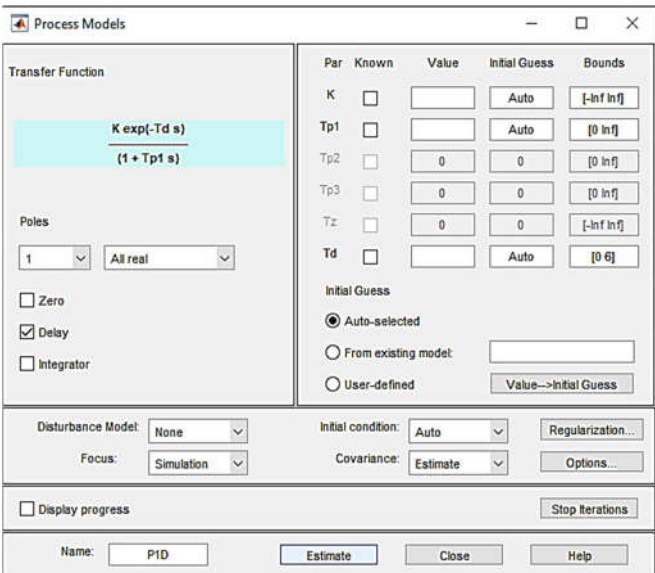 Process Models
Transfer Function
K exp(-Td s)
(1 + Tp1 s)
Poles
1 All real
Zero
Delay
Integrator
Par Known Value Initial Guess Bounds
K Auto [-Inf Inf]
Tp1 Auto [0 Inf]
Tp2 0 0 [0 Inf]
Tp3 0 0 [0 Inf]
Tz 0 0 [-Inf Inf]
Td Auto [0 6]
Initial Guess
Auto-selected
From existing model:
User-defined Value-->Initial Guess
Disturbance Model: None Initial condition: Auto Regularization...
Focus: Simulation Covariance: Estimate Options...
Display progress Stop Iterations
Name: P1D Estimate Close Help